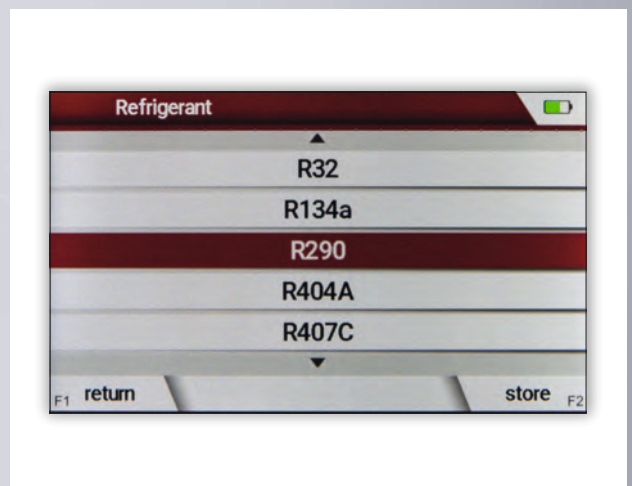 Refrigerant
R32
R134a
R290
R404A
R407C
F1 return store F2